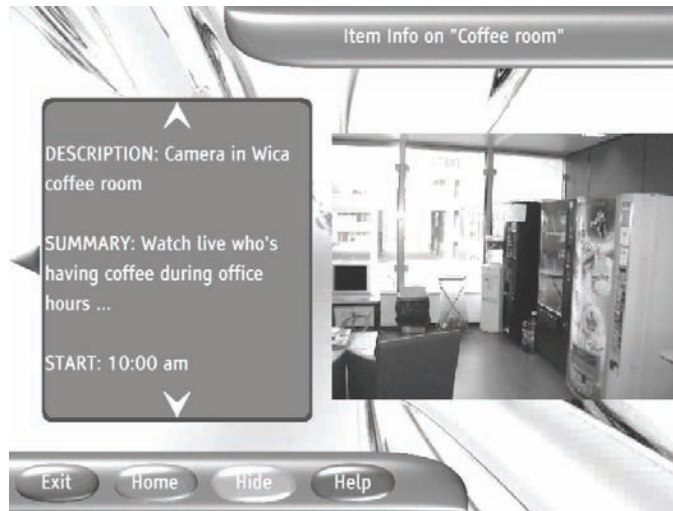 Item Info on "Coffee room"
DESCRIPTION: Camera in Wica
coffee room
SUMMARY: Watch live who's
having coffee during office
hours ...
START: 10:00 am
Exit
Home
Hide
Help